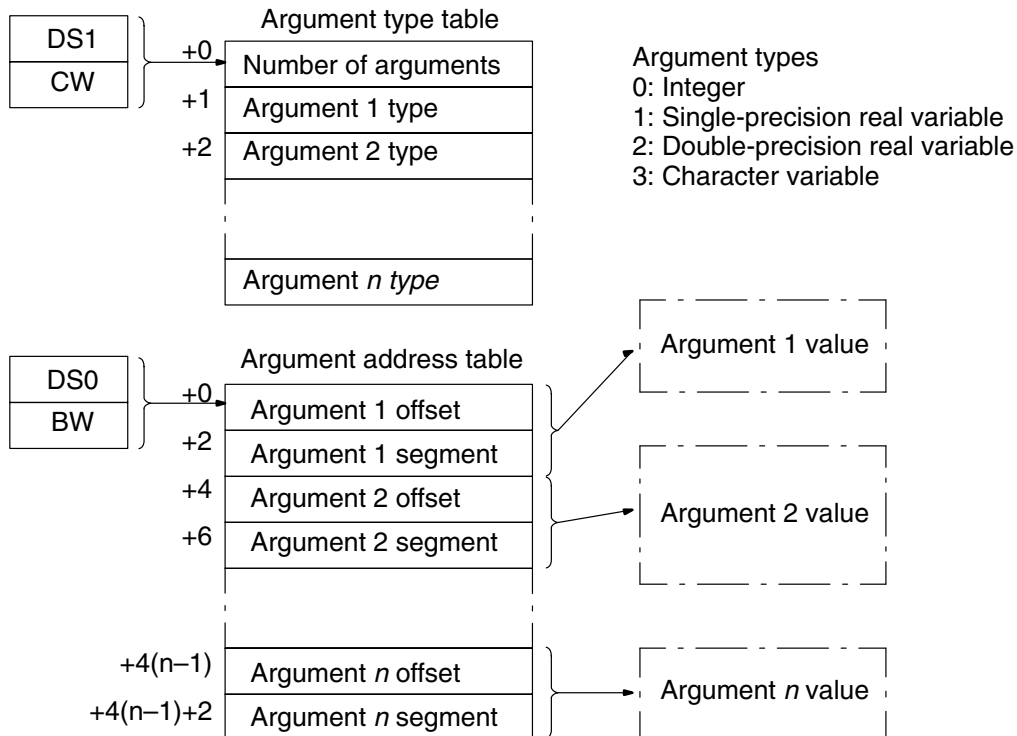 Argument type table
DS1
CW
+0
Number of arguments
+1
Argument 1 type
+2
Argument 2 type
Argument n type
Argument types
0: Integer
1: Single-precision real variable
2: Double-precision real variable
3: Character variable
Argument address table
DS0
BW
+0
Argument 1 offset
+2
Argument 1 segment
+4
Argument 2 offset
+6
Argument 2 segment
+4(n–1)
Argument n offset
+4(n–1)+2
Argument n segment
Argument 1 value
Argument 2 value
Argument n value